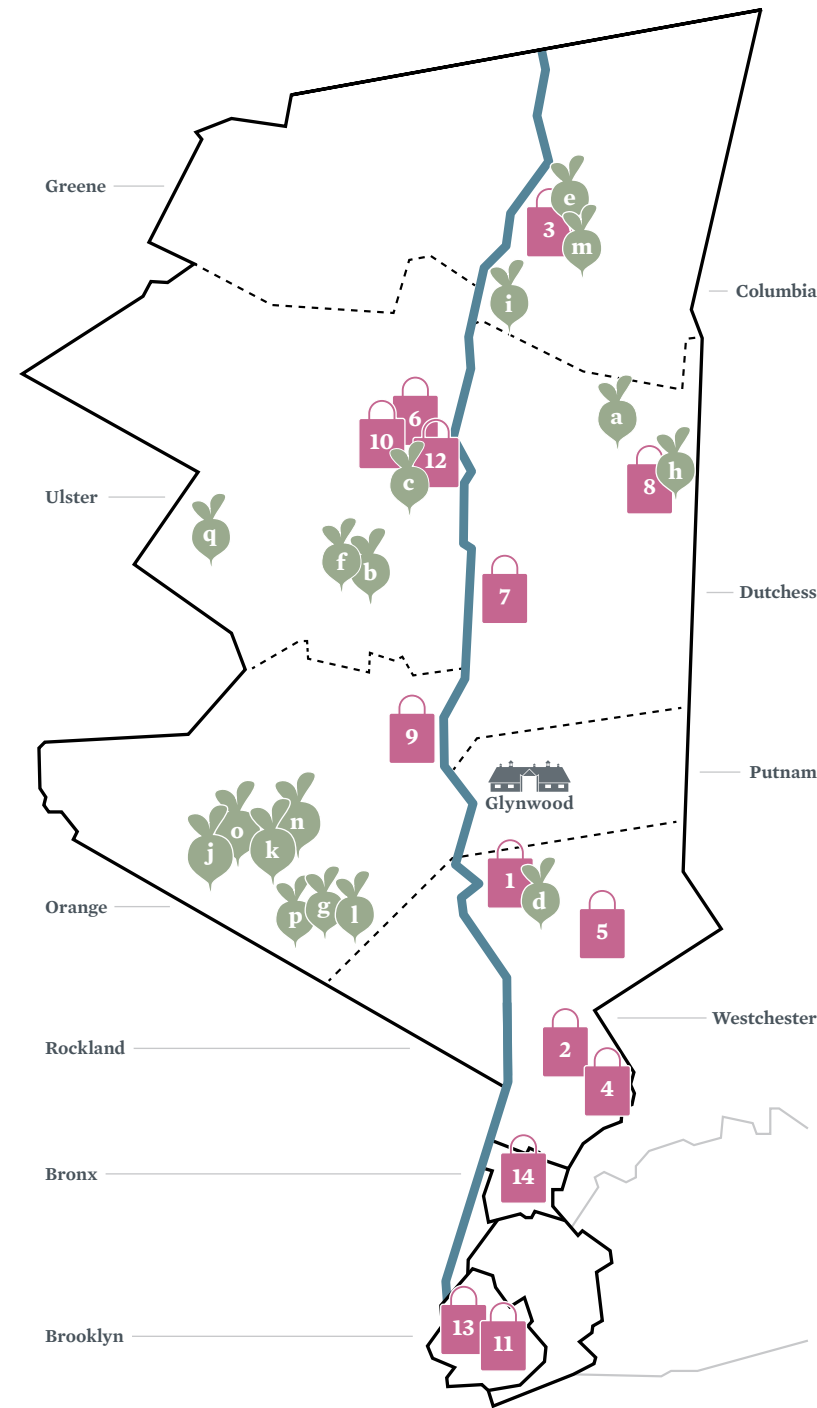 Greene
e
3
m
Columbia
i
a
6
10
12
h
8
c
Ulster
q
f
b
Dutchess
7
9
Putnam
Glynwood
n
o
k
j
1
d
Orange
p
g
l
5
Westchester
Rockland
2
4
Bronx
14
Brooklyn
13
11